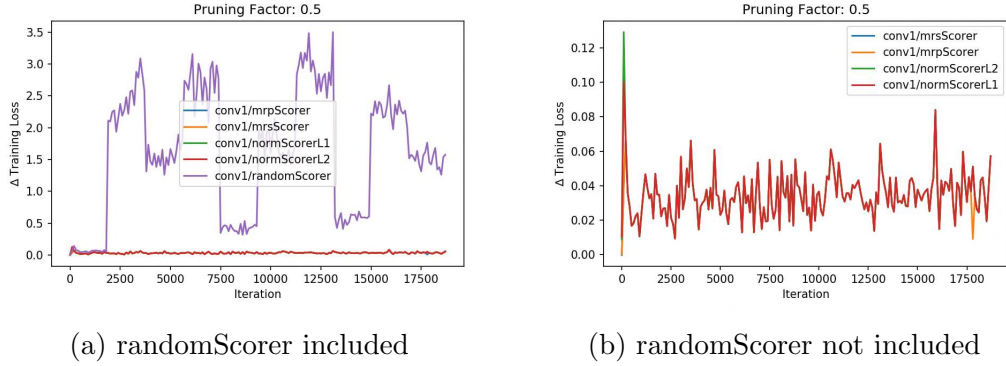 Pruning Factor: 0.5
3.5
3.0
2.5
2.0
1.5
1.0
0.5
0.0
Δ Training Loss
conv1/mrpScorer
conv1/mrsScorer
conv1/normScorerL1
conv1/normScorerL2
conv1/randomScorer
0 2500 5000 7500 10000 12500 15000 17500
Iteration
(a) randomScorer included
Pruning Factor: 0.5
0.12
0.10
0.08
0.06
0.04
0.02
0.00
Δ Training Loss
conv1/mrsScorer
conv1/mrpScorer
conv1/normScorerL2
conv1/normScorerL1
0 2500 5000 7500 10000 12500 15000 17500
Iteration
(b) randomScorer not included